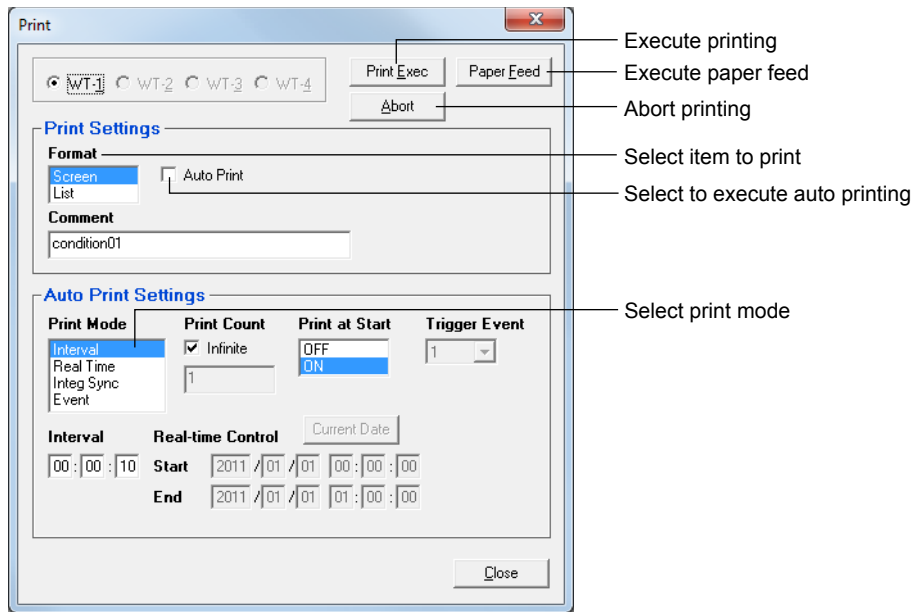 Print
WT-1 WT-2 WT-3 WT-4
Print Exec
Paper Feed
Abort
Execute printing
Execute paper feed
Abort printing
Print Settings
Format
Screen
List
Auto Print
Select item to print
Select to execute auto printing
Comment
condition01
Auto Print Settings
Select print mode
Print Mode
Interval
Real Time
Integ Sync
Event
Print Count
Infinite
1
Print at Start
OFF
ON
Trigger Event
1
Interval
00 : 00 : 10
Real-time Control
Current Date
Start 2011 / 01 / 01 00 : 00 : 00
End 2011 / 01 / 01 01 : 00 : 00
Close